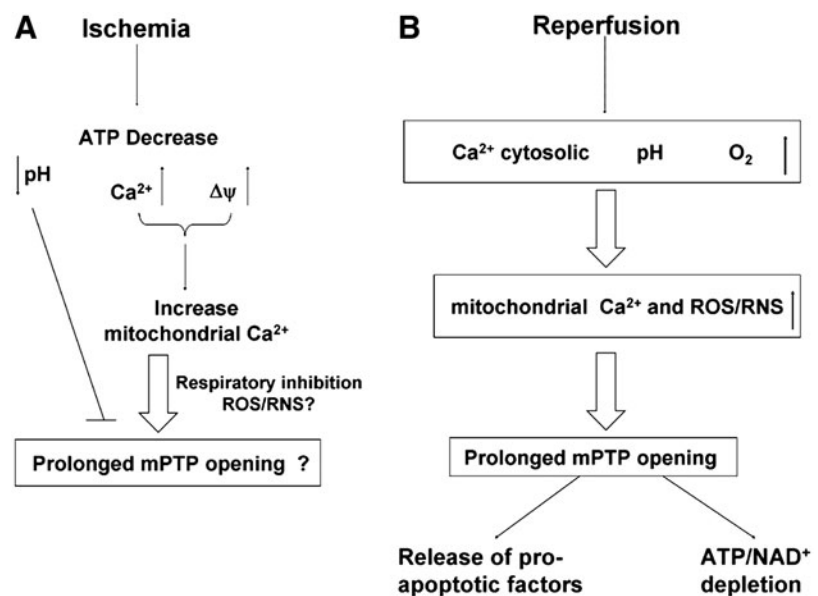 A
Ischemia
ATP Decrease
pH
Ca²⁺ Δψ
Increase
mitochondrial Ca²⁺
Respiratory inhibition
ROS/RNS?
Prolonged mPTP opening ?
B
Reperfusion
Ca²⁺ cytosolic pH O₂
mitochondrial Ca²⁺ and ROS/RNS
Prolonged mPTP opening
Release of pro-
apoptotic factors
ATP/NAD⁺
depletion